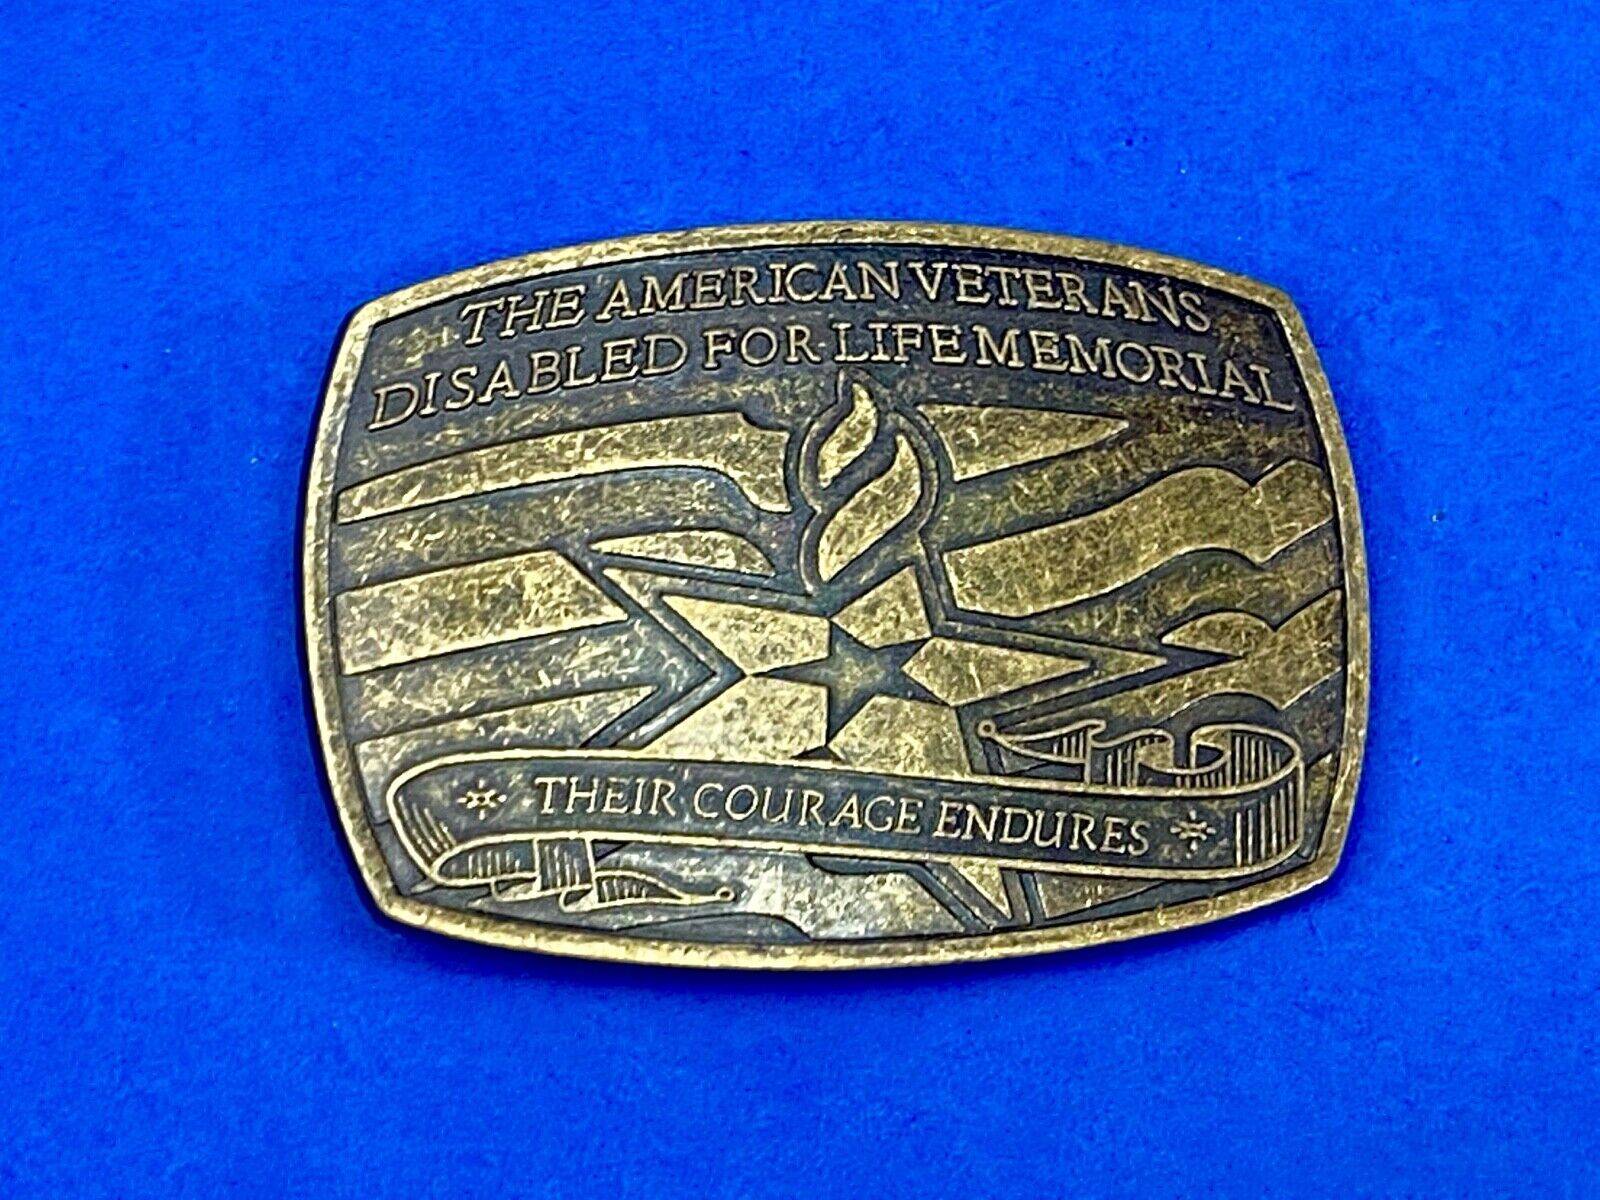 THE AMERICAN VETERANS
DISABLED FOR LIFE MEMORIAL
THEIR COURAGE ENDURES